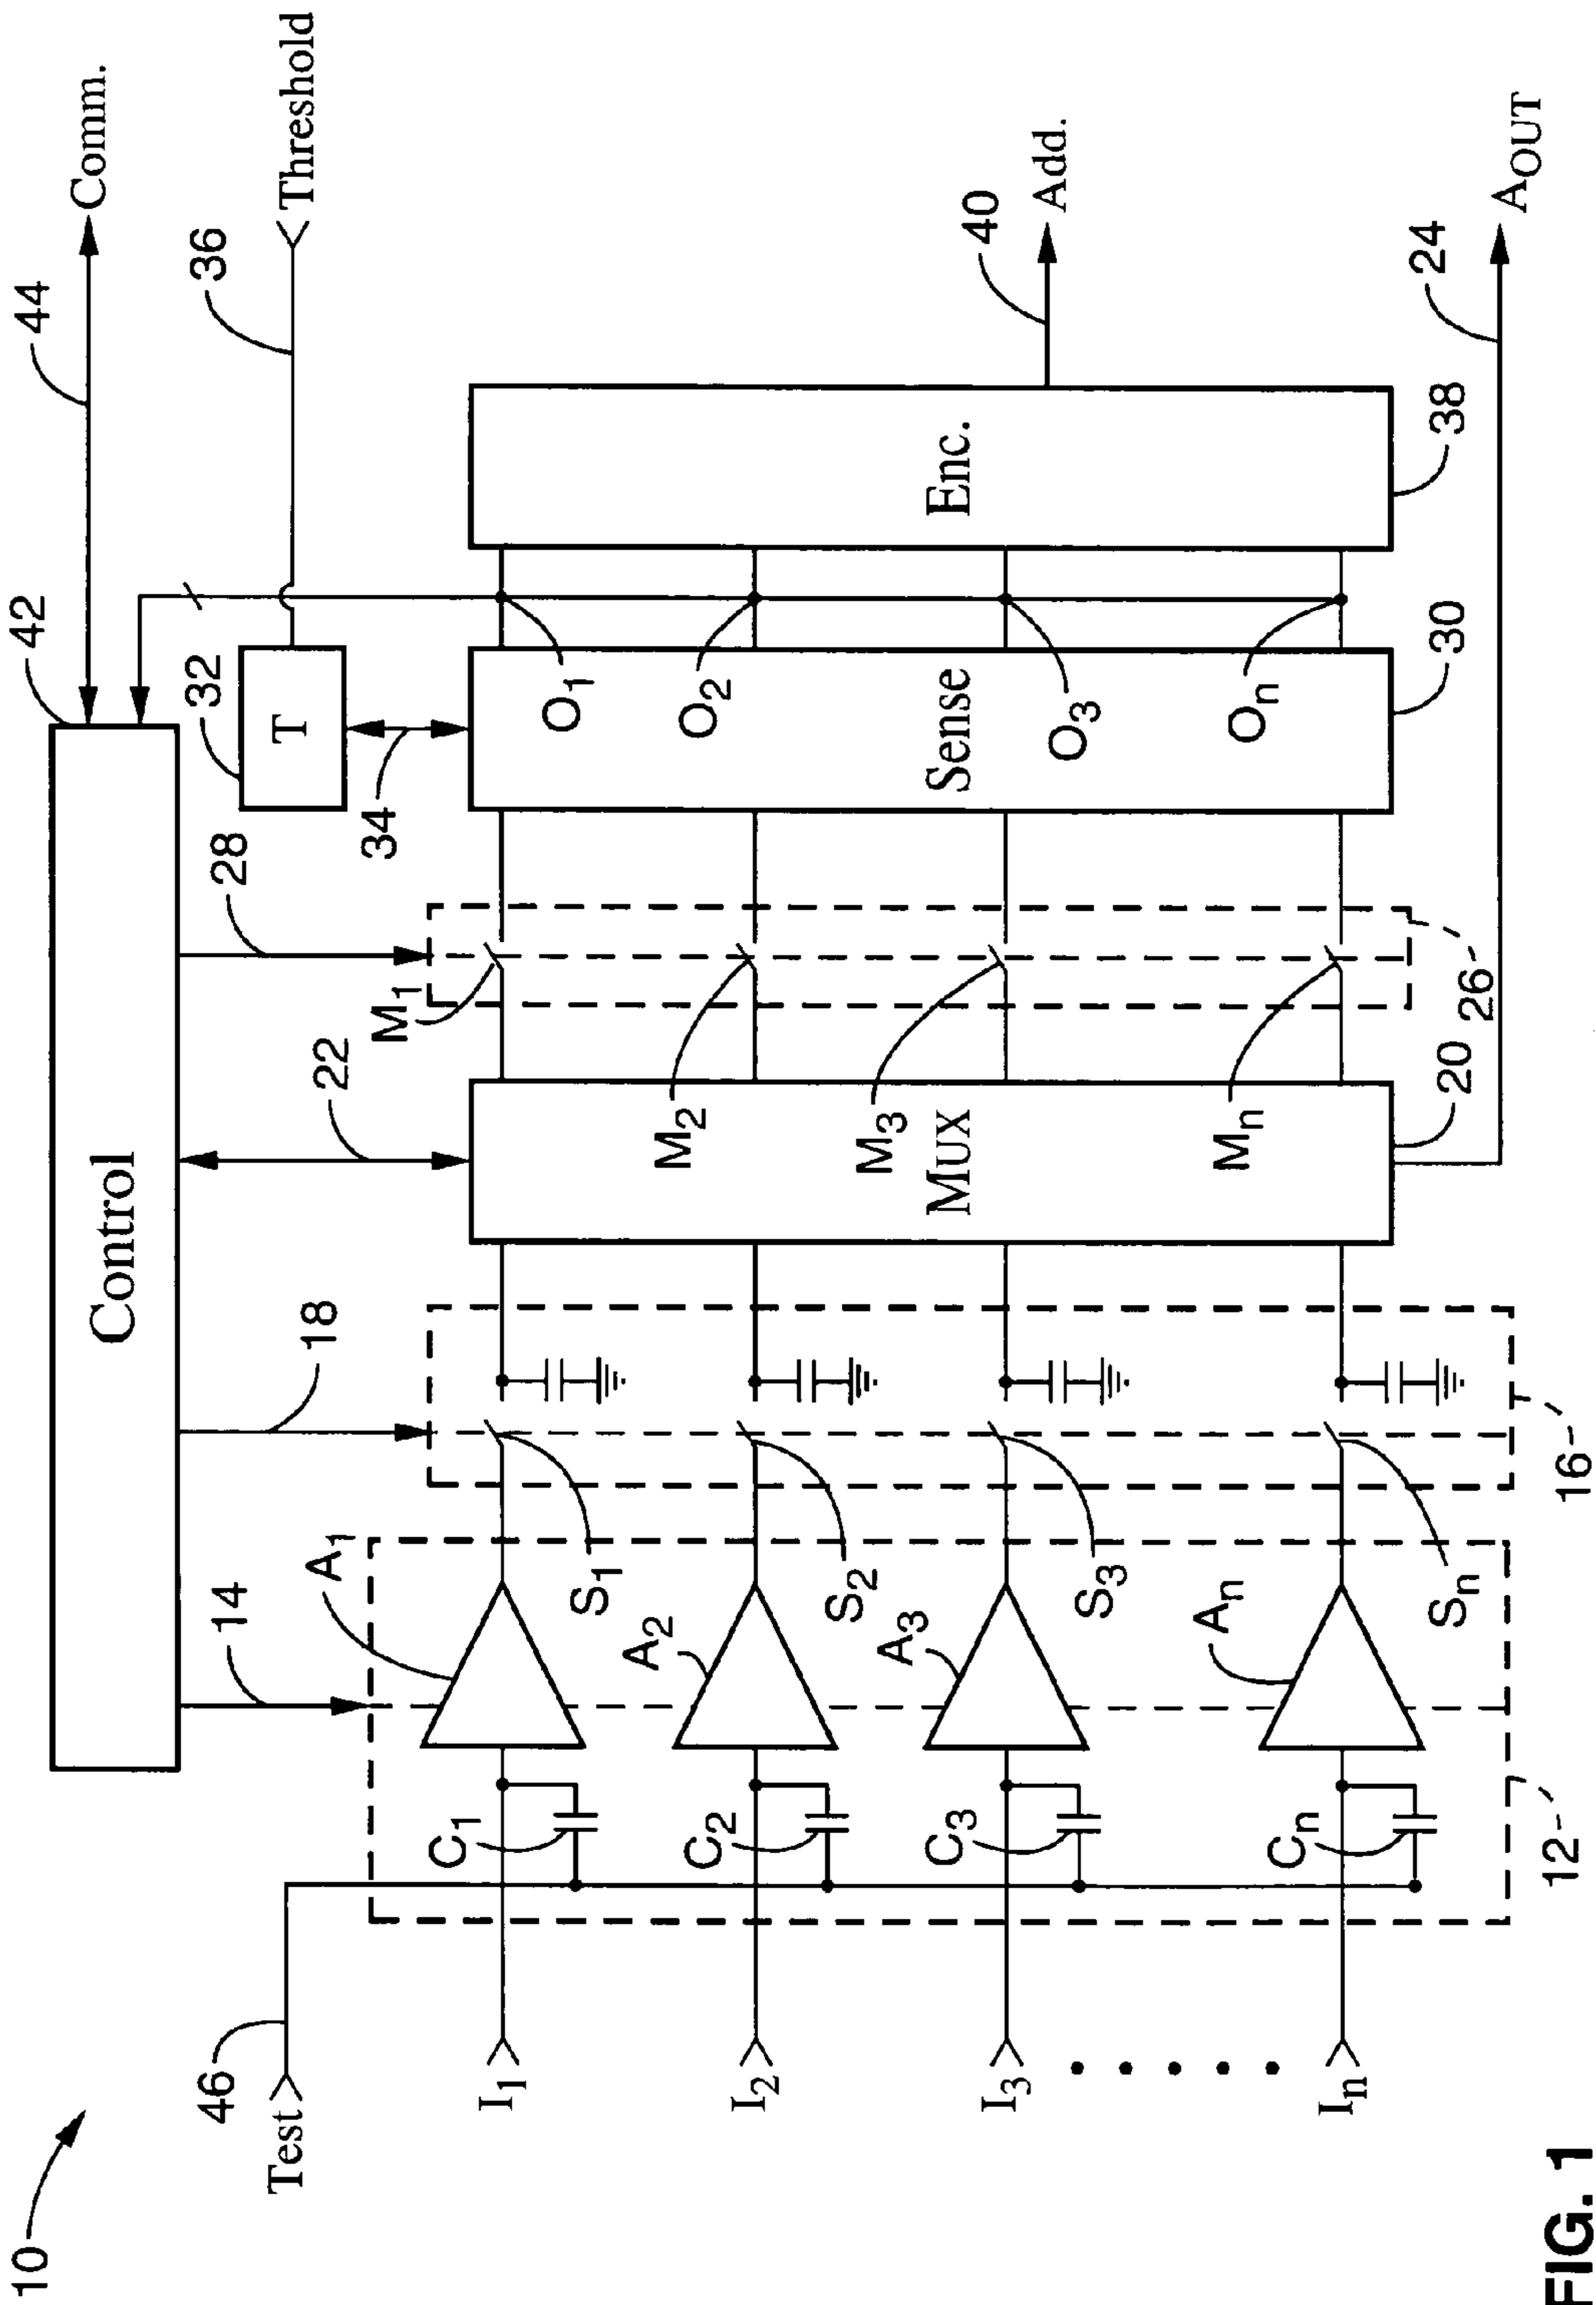 10
46
Test
14
18
22
28
42
44
Comm.
Control
32
T
34
36
Threshold
A1
M1
I1
C1
S1
O1
I2
C2
A2
S2
M2
O2
I3
C3
A3
S3
M3
O3
In
Cn
An
Sn
Mn
On
Mux
Sense
Enc.
40
Add.
12
16
20
26
30
38
24
AOUT
FIG. 1